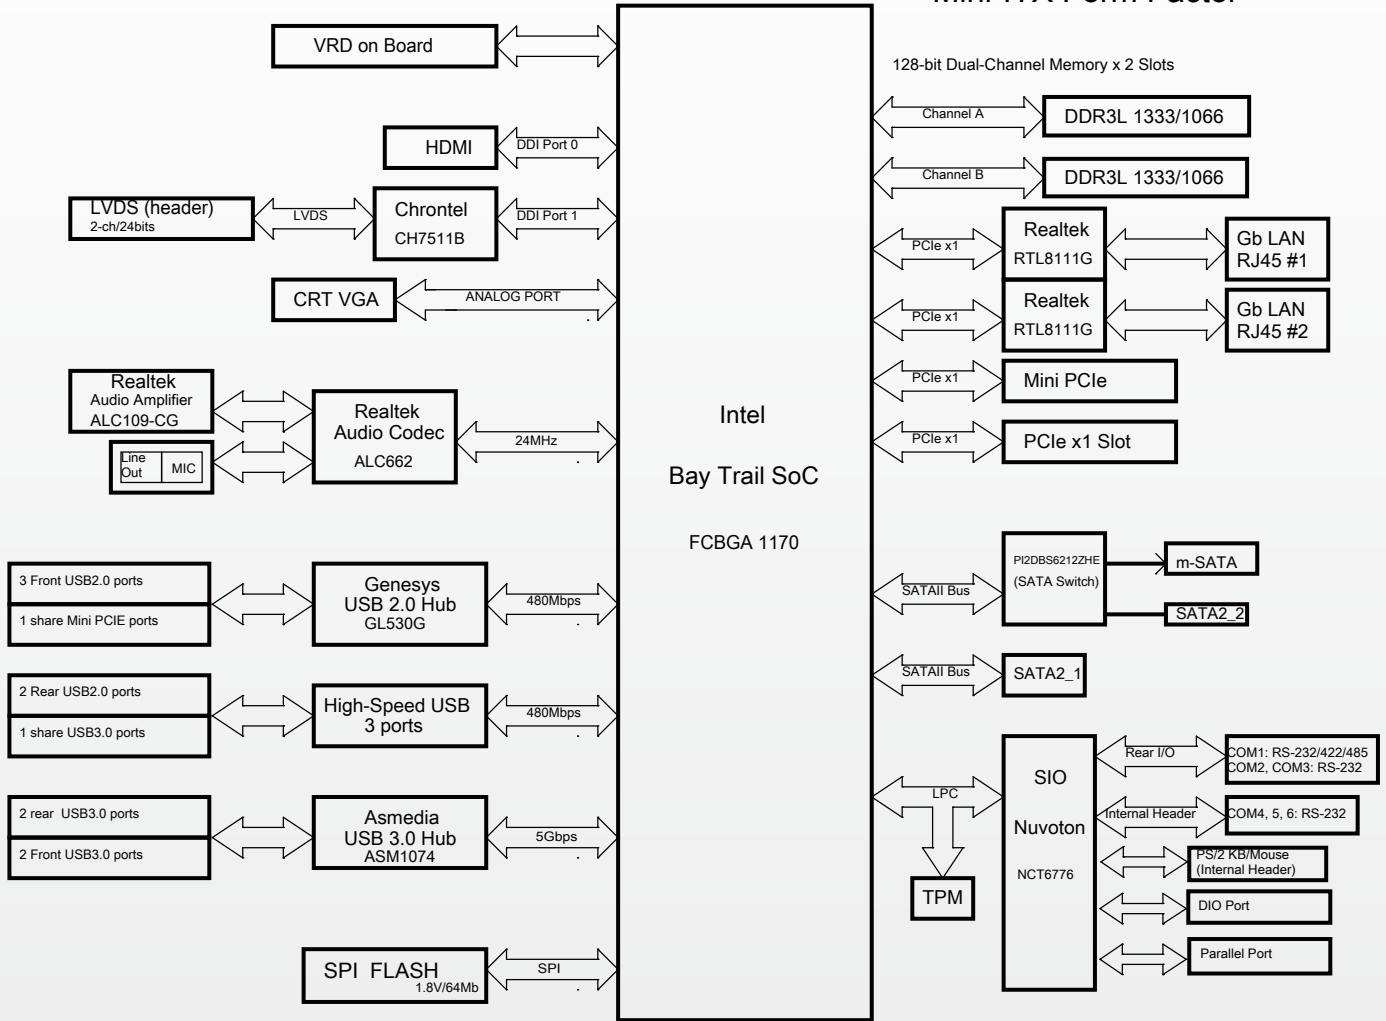 Mini-ITX Form Factor
VRD on Board
128-bit Dual-Channel Memory x 2 Slots
Channel A
DDR3L 1333/1066
HDMI
DDI Port 0
Channel B
DDR3L 1333/1066
LVDS (header)
2-ch/24bits
LVDS
Chrontel
CH7511B
DDI Port 1
PCIe x1
Realtek
RTL8111G
Gb LAN
RJ45 #1
CRT VGA
ANALOG PORT
PCIe x1
Realtek
RTL8111G
Gb LAN
RJ45 #2
Realtek
Audio Amplifier
ALC109-CG
Line
Out
MIC
Realtek
Audio Codec
ALC662
24MHz
PCIe x1
Mini PCIe
PCIe x1
PCIe x1 Slot
Intel
Bay Trail SoC
FCBGA 1170
3 Front USB2.0 ports
1 share Mini PCIE ports
Genesys
USB 2.0 Hub
GL530G
480Mbps
SATAII Bus
PI2DBS6212ZHE
(SATA Switch)
m-SATA
SATA2_2
2 Rear USB2.0 ports
1 share USB3.0 ports
High-Speed USB
3 ports
480Mbps
SATAII Bus
SATA2_1
2 rear USB3.0 ports
2 Front USB3.0 ports
Asmedia
USB 3.0 Hub
ASM1074
5Gbps
LPC
TPM
SIO
Nuvoton
NCT6776
Rear I/O
COM1: RS-232/422/485
COM2, COM3: RS-232
Internal Header
COM4, 5, 6: RS-232
PS/2 KB/Mouse
(Internal Header)
DIO Port
Parallel Port
SPI FLASH
1.8V/64Mb
SPI